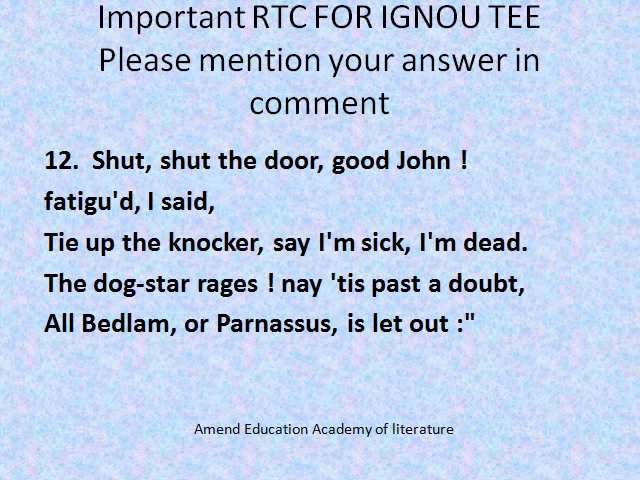 Important RTC FOR IGNOU TEE
Please mention your answer in
comment
12.  Shut, shut the door, good John !
fatigu'd, I said,
Tie up the knocker, say I'm sick, I'm dead.
The dog-star rages ! nay 'tis past a doubt,
All Bedlam, or Parnassus, is let out :"
Amend Education Academy of literature